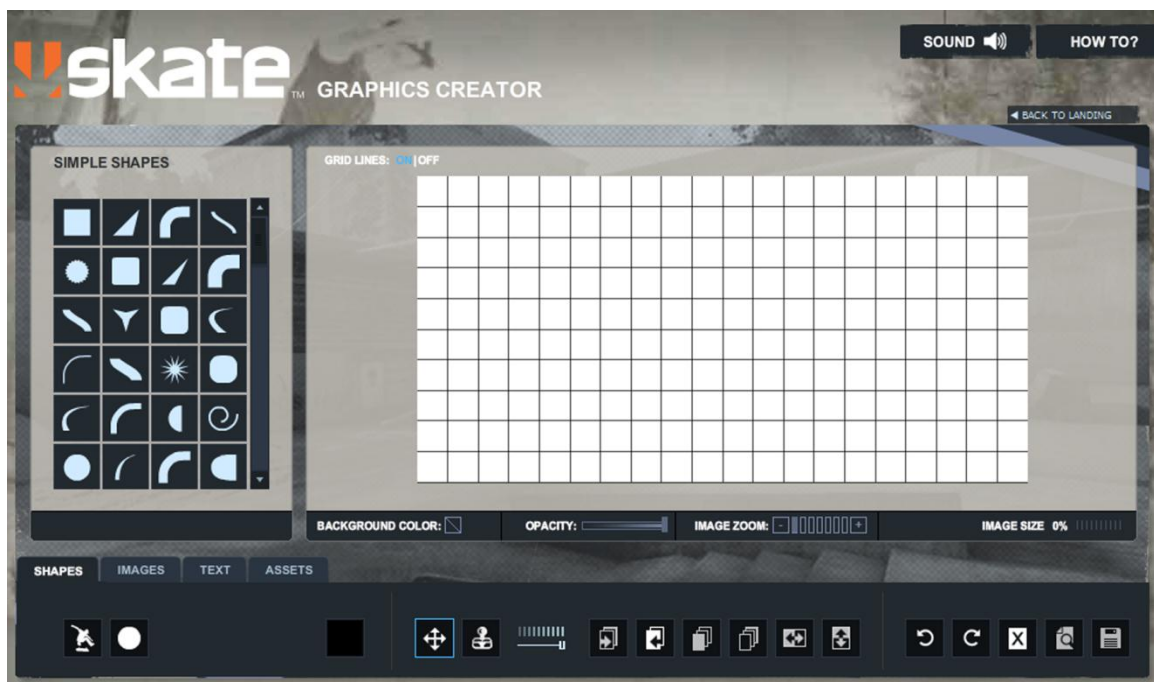 skate TM GRAPHICS CREATOR
SOUND
HOW TO?
BACK TO LANDING
SIMPLE SHAPES
GRID LINES: ON|OFF
BACKGROUND COLOR:
OPACITY:
IMAGE ZOOM: - +
IMAGE SIZE 0%
SHAPES
IMAGES
TEXT
ASSETS
X